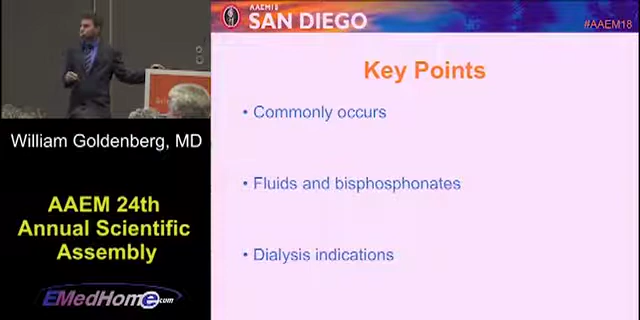 AAEM18
SAN DIEGO
#AAEM18
Key Points
• Commonly occurs
William Goldenberg, MD
• Fluids and bisphosphonates
AAEM 24th
Annual Scientific
Assembly
• Dialysis indications
EMedHome.com